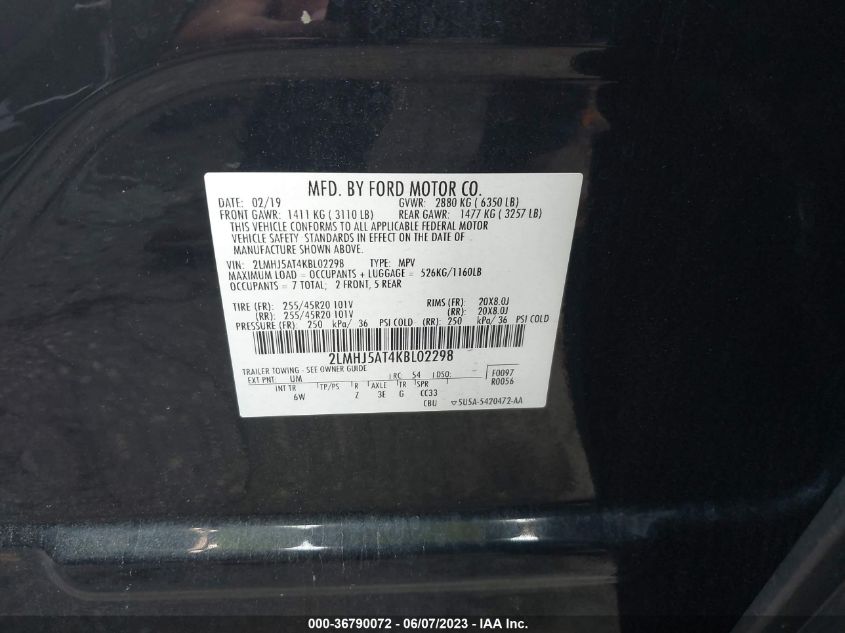 MFD. BY FORD MOTOR CO.
DATE: 02/19 GVWR: 2880 KG ( 6350 LB)
FRONT GAWR: 1411 KG ( 3110 LB) REAR GAWR: 1477 KG ( 3257 LB)
THIS VEHICLE CONFORMS TO ALL APPLICABLE FEDERAL MOTOR
VEHICLE SAFETY STANDARDS IN EFFECT ON THE DATE OF
MANUFACTURE SHOWN ABOVE.
VIN: 2LMHJ5AT4KBL02298 TYPE: MPV
MAXIMUM LOAD = OCCUPANTS + LUGGAGE = 526KG/1160LB
OCCUPANTS = 7 TOTAL; 2 FRONT, 5 REAR
TIRE (FR): 255/45R20 101V RIMS (FR): 20X8.0J
(RR): 255/45R20 101V (RR): 20X8.0J
PRESSURE (FR): 250 kPa/ 36 PSI COLD (RR): 250 kPa/ 36 PSI COLD
2LMHJ5AT4KBL02298
TRAILER TOWING - SEE OWNER GUIDE
EXT PNT: UM RC: 54 DSO: F0097
R0056
INT TR TP/PS R AXLE TR SPR
6W Z 3E G CC33
CBU 5U5A-5420472-AA
000-36790072 - 06/07/2023 - IAA Inc.